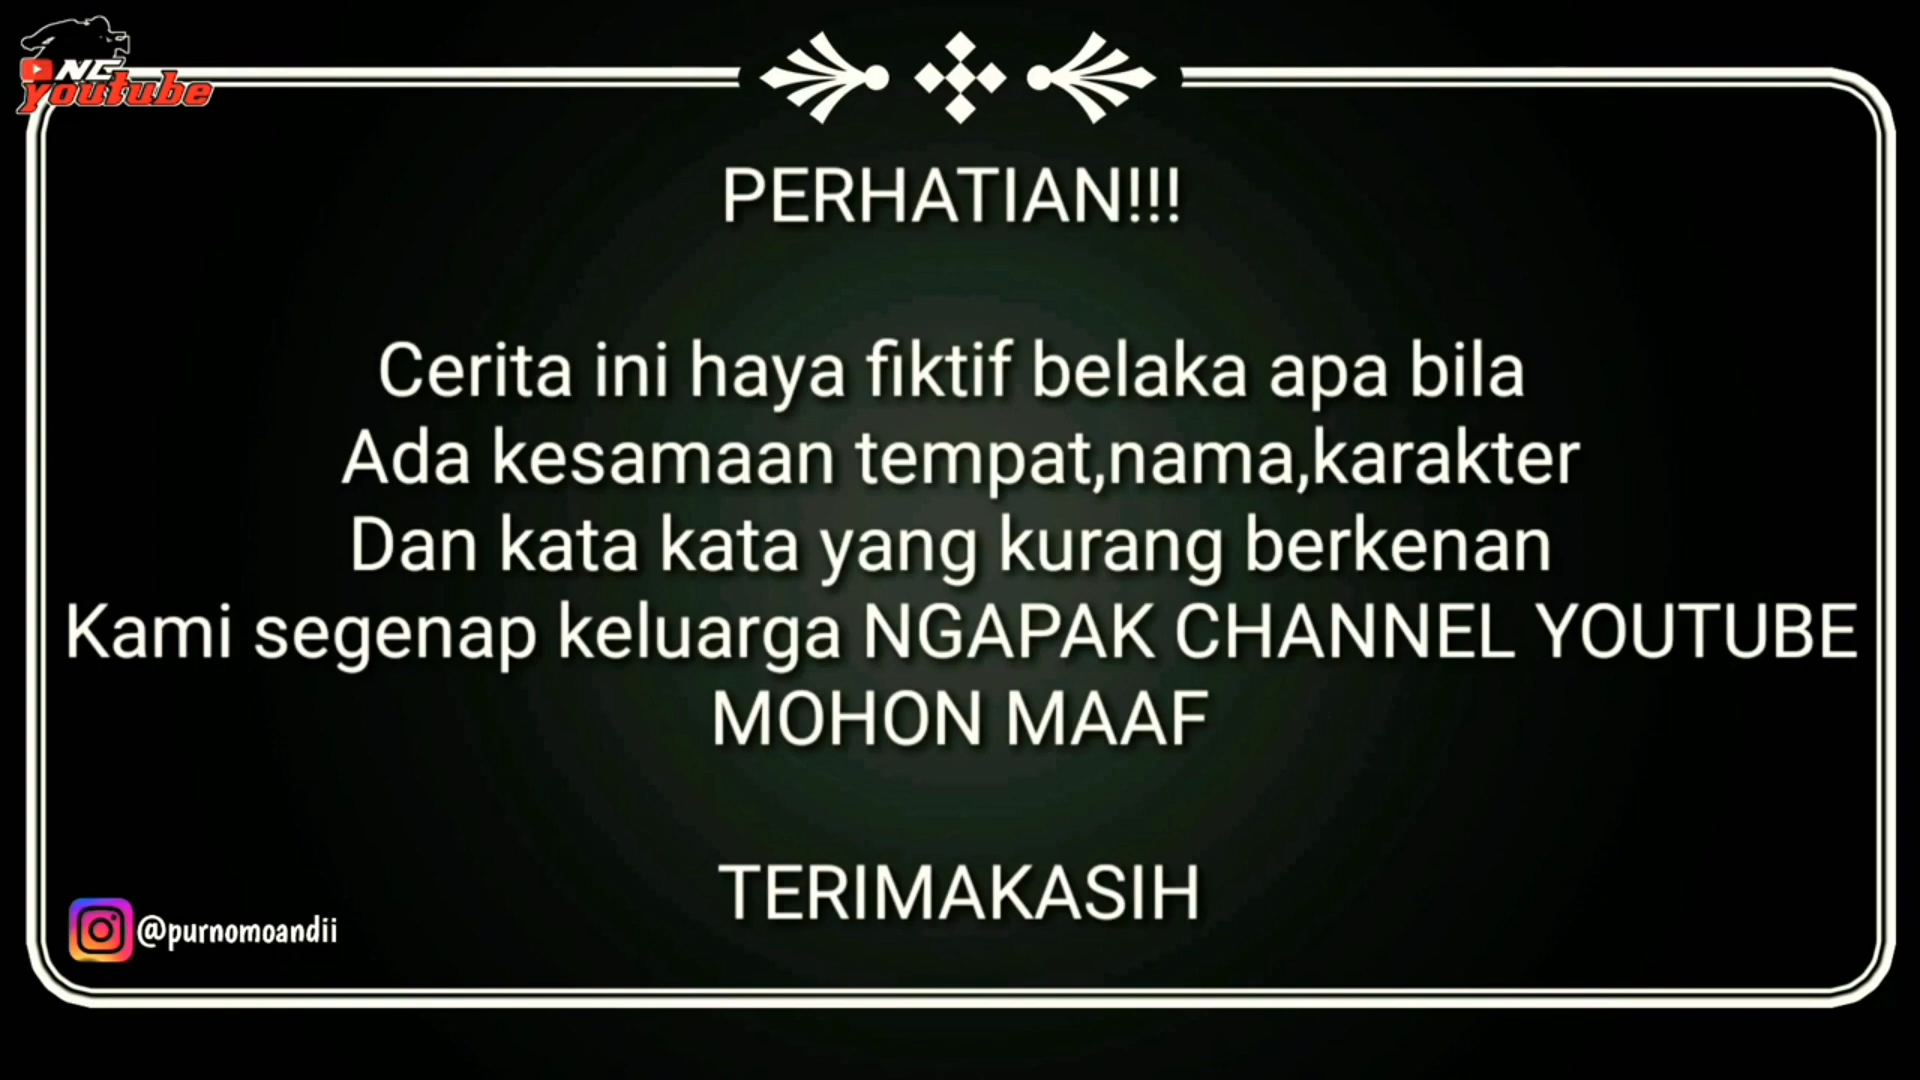 NG
Youtube
PERHATIAN!!!
Cerita ini haya fiktif belaka apa bila
Ada kesamaan tempat,nama,karakter
Dan kata kata yang kurang berkenan
Kami segenap keluarga NGAPAK CHANNEL YOUTUBE
MOHON MAAF
TERIMAKASIH
@purnomoandii